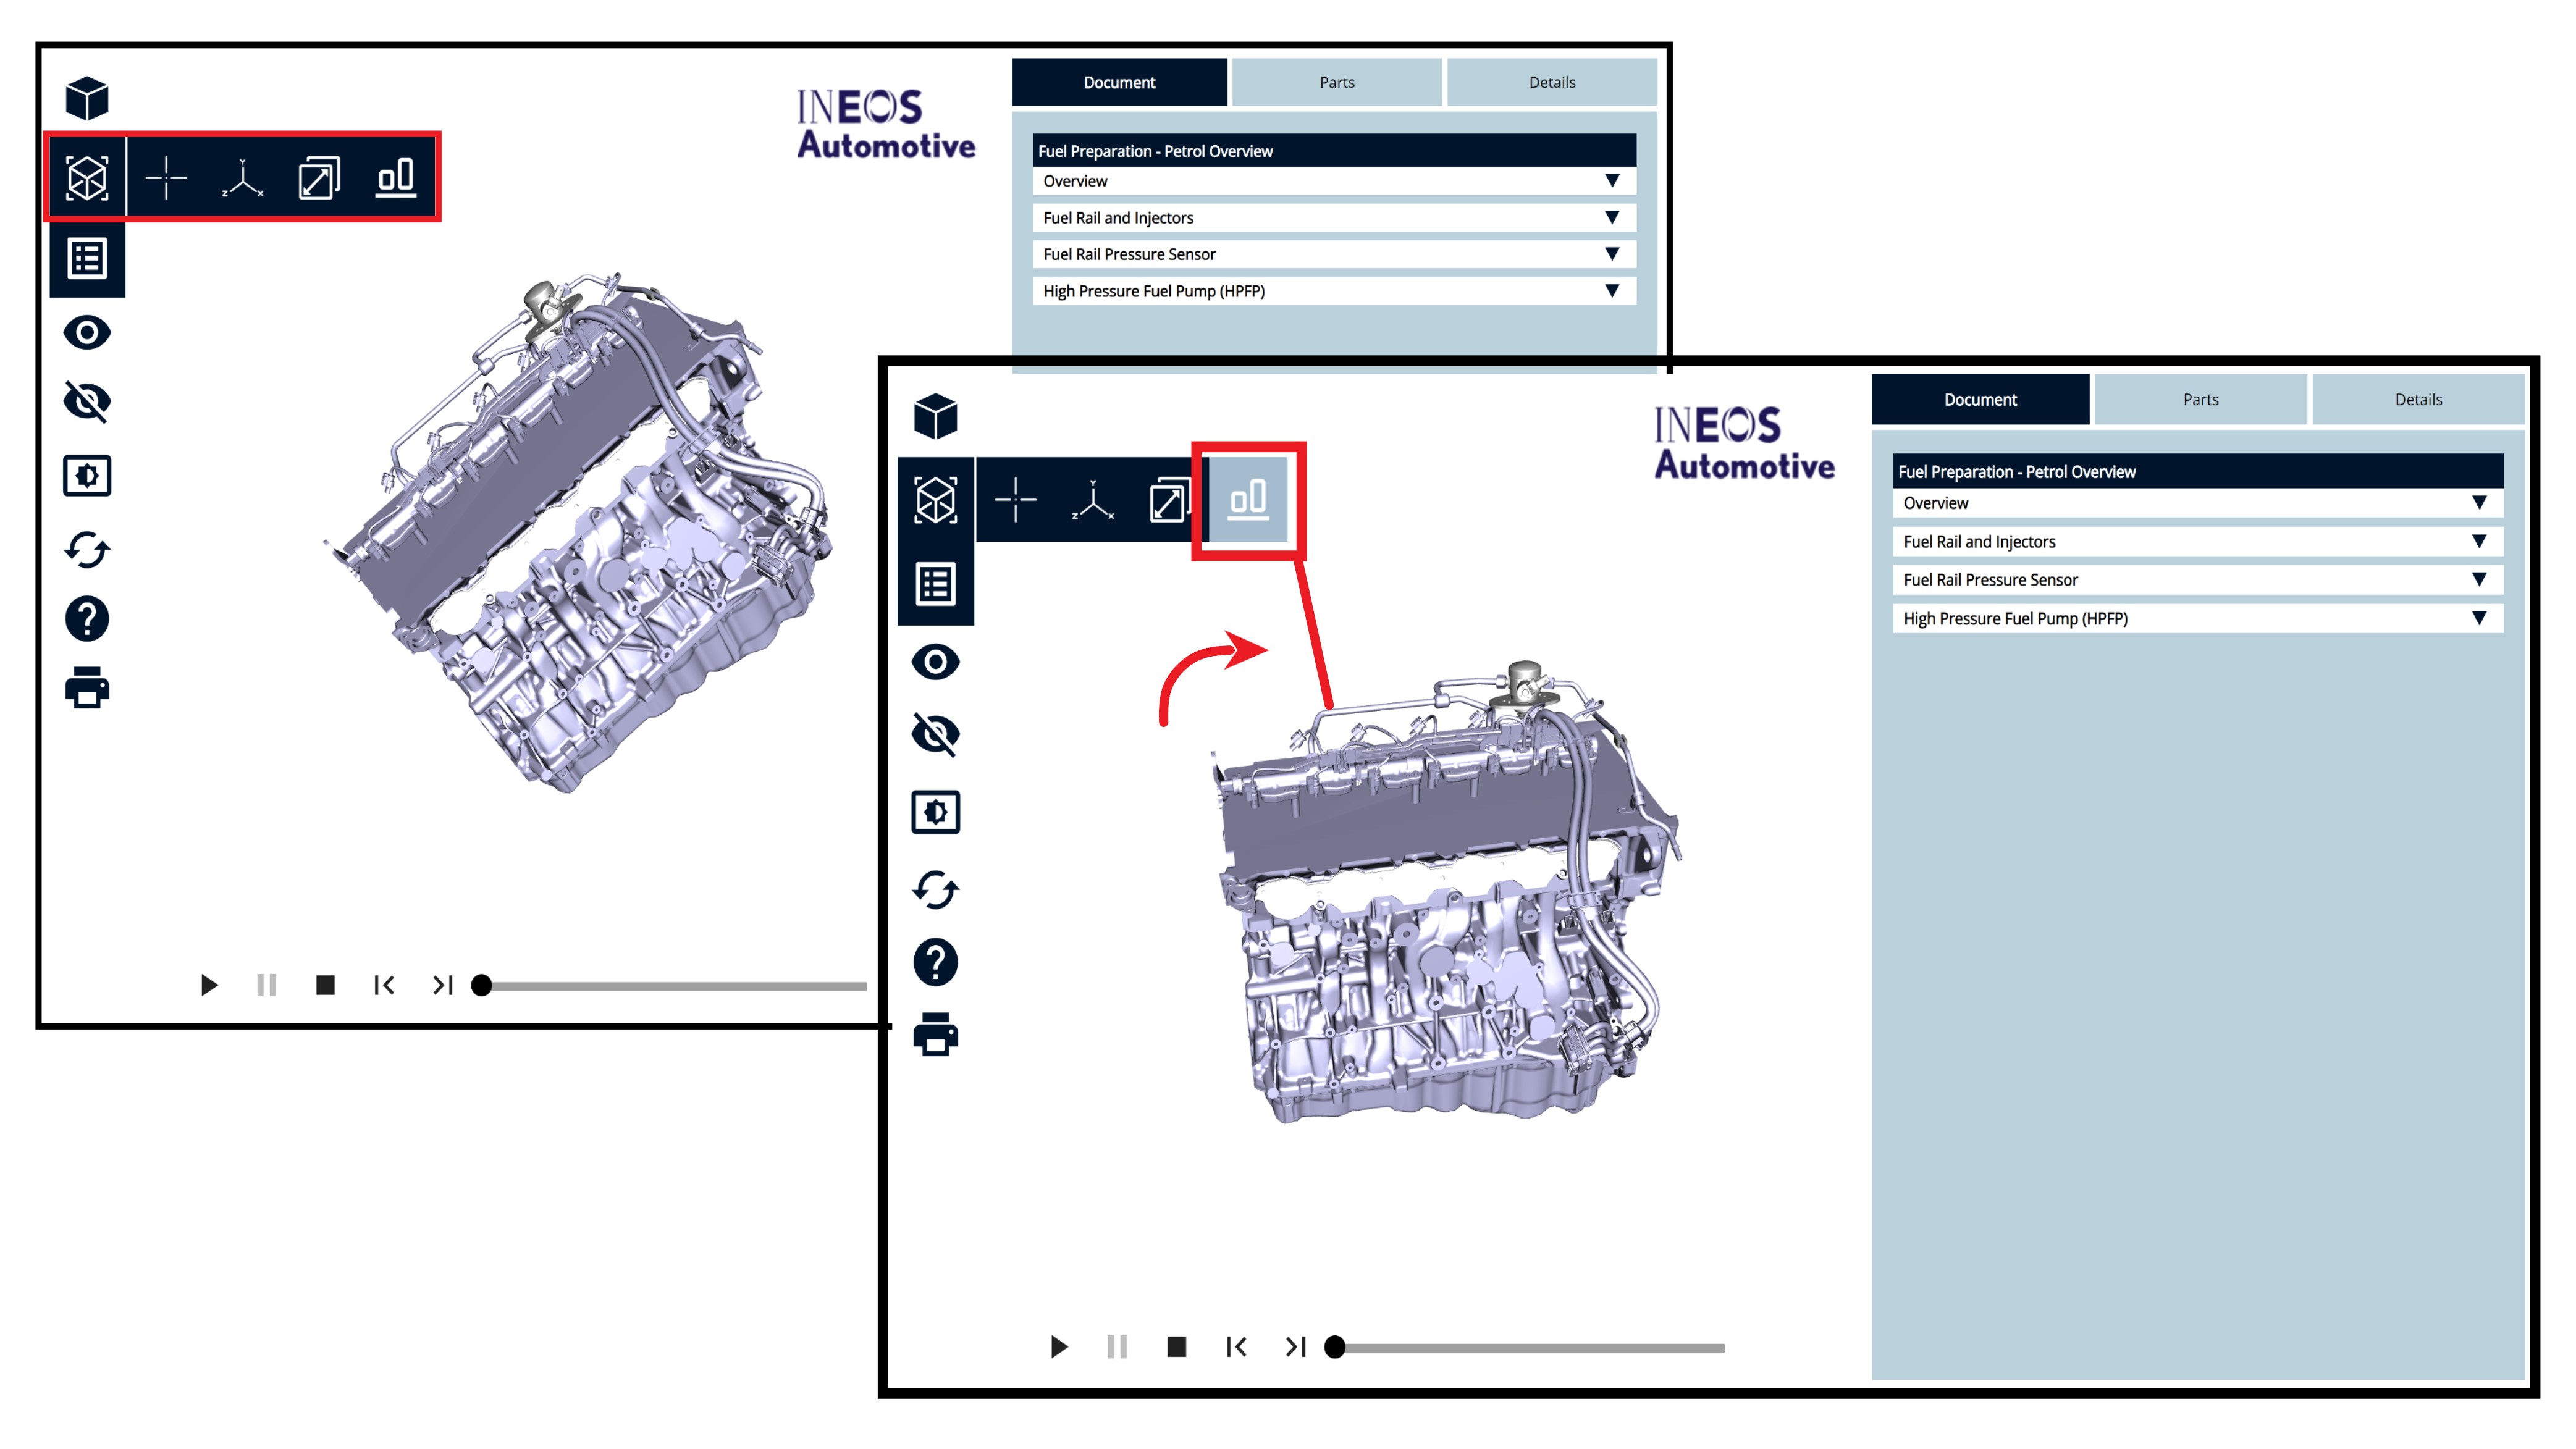 INEOS
Automotive
Document
Parts
Details
Fuel Preparation - Petrol Overview
Overview
Fuel Rail and Injectors
Fuel Rail Pressure Sensor
High Pressure Fuel Pump (HPFP)
Y
Z
X
INEOS
Automotive
Document
Parts
Details
Fuel Preparation - Petrol Overview
Overview
Fuel Rail and Injectors
Fuel Rail Pressure Sensor
High Pressure Fuel Pump (HPFP)
Y
Z
X